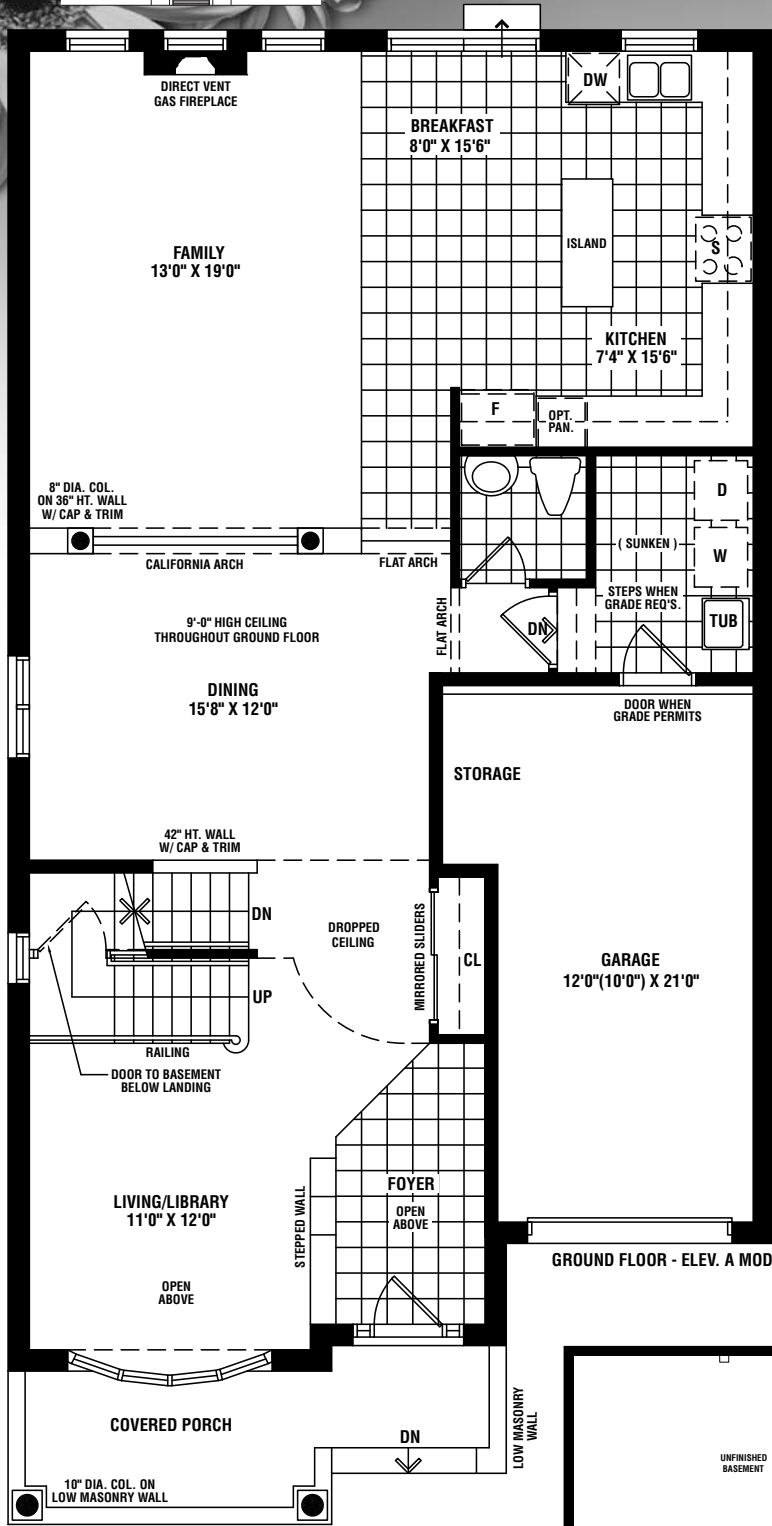 DIRECT VENT
GAS FIREPLACE
DW
BREAKFAST
8'0" X 15'6"
FAMILY
13'0" X 19'0"
ISLAND
S
KITCHEN
7'4" X 15'6"
F
OPT.
PAN.
8" DIA. COL.
ON 36" HT. WALL
W/ CAP & TRIM
D
( SUNKEN )
W
CALIFORNIA ARCH
FLAT ARCH
STEPS WHEN
GRADE REQ'S.
TUB
FLAT ARCH
DN
9'-0" HIGH CEILING
THROUGHOUT GROUND FLOOR
DINING
15'8" X 12'0"
DOOR WHEN
GRADE PERMITS
STORAGE
42" HT. WALL
W/ CAP & TRIM
DN
DROPPED
CEILING
MIRRORED SLIDERS
CL
GARAGE
12'0"(10'0") X 21'0"
UP
RAILING
DOOR TO BASEMENT
BELOW LANDING
LIVING/LIBRARY
11'0" X 12'0"
STEPPED WALL
FOYER
OPEN
ABOVE
OPEN
ABOVE
GROUND FLOOR - ELEV. A MOD
COVERED PORCH
DN
LOW MASONRY
WALL
10" DIA. COL. ON
LOW MASONRY WALL
UNFINISHED
BASEMENT